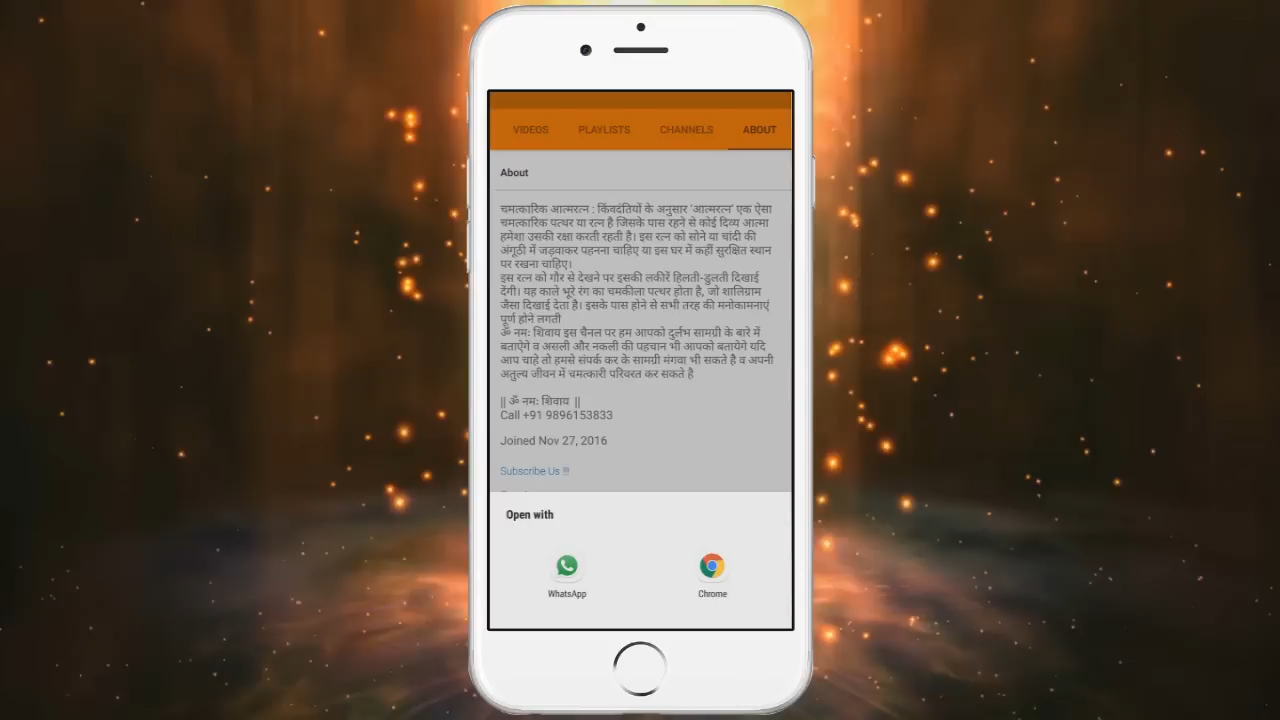 VIDEOS PLAYLISTS CHANNELS ABOUT
About
चमत्कारिक आत्मरत्न : किंवदंतियों के अनुसार 'आत्मरत्न' एक ऐसा
चमत्कारिक पत्थर या रत्न है जिसके पास रहने से कोई दिव्य आत्मा
हमेशा उसकी रक्षा करती रहती है। इस रत्न को सोने या चांदी की
अंगूठी में जड़वाकर पहनना चाहिए या इस घर में कहीं सुरक्षित स्थान
पर रखना चाहिए।
इस रत्न को गौर से देखने पर इसकी लकीरें हिलती-डुलती दिखाई
देंगी। यह काले भूरे रंग का चमकीला पत्थर होता है, जो शालिग्राम
जैसा दिखाई देता है। इसके पास होने से सभी तरह की मनोकामनाएं
पूर्ण होने लगती
ॐ नमः शिवाय इस चैनल पर हम आपको दुर्लभ सामग्री के बारे में
बताऐगे व असली और नकली की पहचान भी आपको बतायेगे यदि
आप चाहे तो हमसे संपर्क कर के सामग्री मंगवा भी सकते है व अपनी
अतुल्य जीवन में चमत्कारी परिवरत कर सकते है
|| ॐ नमः शिवाय ||
Call +91 9896153833
Joined Nov 27, 2016
Subscribe Us !!!
Open with
WhatsApp Chrome